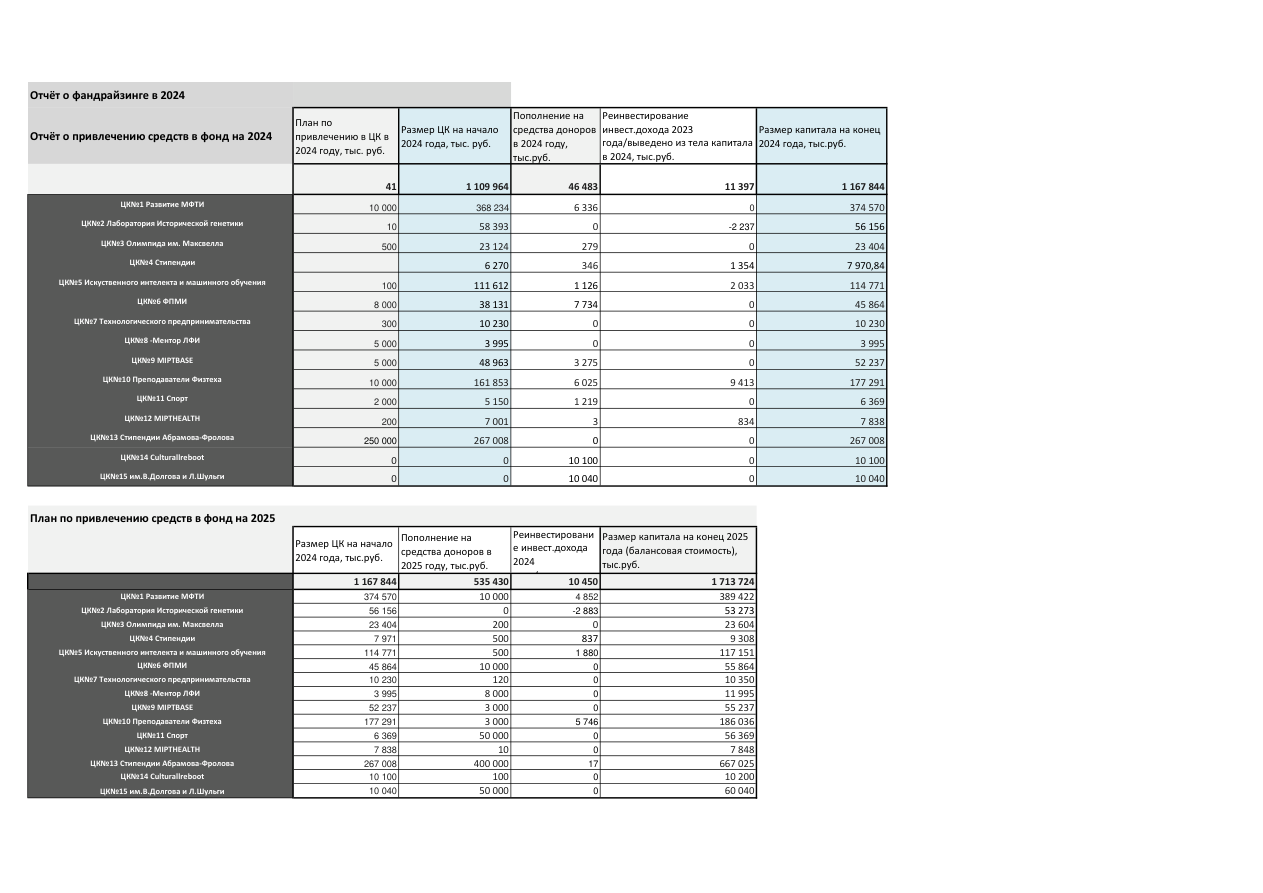 Отчёт о фандрайзинге в 2024
Отчёт о привлечению средств в фонд на 2024
План по
привлечению в ЦК в
2024 году, тыс. руб.
Размер ЦК на начало
2024 года, тыс. руб.
Пополнение на
средства доноров
в 2024 году,
тыс.руб.
Реинвестирование
инвест.дохода 2023
года/выведено из тела капитала
в 2024, тыс.руб.
Размер капитала на конец
2024 года, тыс.руб.
41 1 109 964 46 483 11 397 1 167 844
ЦК№1 Развитие МФТИ 10 000 368 234 6 336 0 374 570
ЦК№2 Лаборатория Исторической генетики 10 58 393 0 -2 237 56 156
ЦК№3 Олимпида им. Максвелла 500 23 124 279 0 23 404
ЦК№4 Стипендии 6 270 346 1 354 7 970,84
ЦК№5 Искуственного интелекта и машинного обучения 100 111 612 1 126 2 033 114 771
ЦК№6 ФПМИ 8 000 38 131 7 734 0 45 864
ЦК№7 Технологического предпринимательства 300 10 230 0 0 10 230
ЦК№8 -Ментор ЛФИ 5 000 3 995 0 0 3 995
ЦК№9 MIPTBASE 5 000 48 963 3 275 0 52 237
ЦК№10 Преподаватели Физтеха 10 000 161 853 6 025 9 413 177 291
ЦК№11 Спорт 2 000 5 150 1 219 0 6 369
ЦК№12 MIPTHEALTH 200 7 001 3 834 7 838
ЦК№13 Стипендии Абрамова-Фролова 250 000 267 008 0 0 267 008
ЦК№14 Culturallreboot 0 0 10 100 0 10 100
ЦК№15 им.В.Долгова и Л.Шульги 0 0 10 040 0 10 040
План по привлечению средств в фонд на 2025
Размер ЦК на начало
2024 года, тыс.руб.
Пополнение на
средства доноров в
2025 году, тыс.руб.
Реинвестировани
е инвест.дохода
2024
Размер капитала на конец 2025
года (балансовая стоимость),
тыс.руб.
1 167 844 535 430 10 450 1 713 724
ЦК№1 Развитие МФТИ 374 570 10 000 4 852 389 422
ЦК№2 Лаборатория Исторической генетики 56 156 0 -2 883 53 273
ЦК№3 Олимпида им. Максвелла 23 404 200 0 23 604
ЦК№4 Стипендии 7 971 500 837 9 308
ЦК№5 Искуственного интелекта и машинного обучения 114 771 500 1 880 117 151
ЦК№6 ФПМИ 45 864 10 000 0 55 864
ЦК№7 Технологического предпринимательства 10 230 120 0 10 350
ЦК№8 -Ментор ЛФИ 3 995 8 000 0 11 995
ЦК№9 MIPTBASE 52 237 3 000 0 55 237
ЦК№10 Преподаватели Физтеха 177 291 3 000 5 746 186 036
ЦК№11 Спорт 6 369 50 000 0 56 369
ЦК№12 MIPTHEALTH 7 838 10 0 7 848
ЦК№13 Стипендии Абрамова-Фролова 267 008 400 000 17 667 025
ЦК№14 Culturallreboot 10 100 100 0 10 200
ЦК№15 им.В.Долгова и Л.Шульги 10 040 50 000 0 60 040